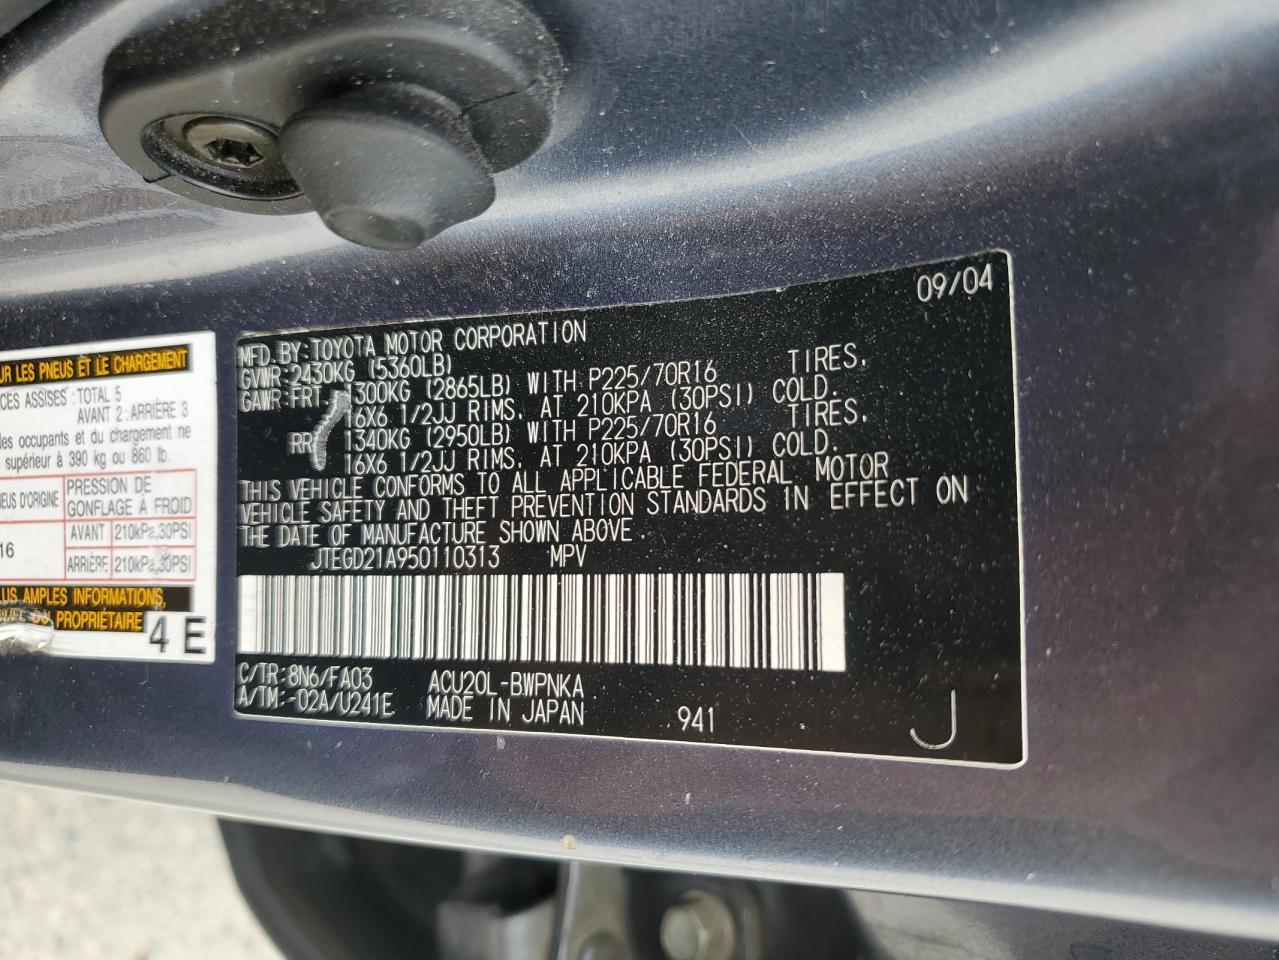 09/04
MFD.BY:TOYOTA MOTOR CORPORATION
GVWR:2430KG (5360LB)
GAWR:FRT 1300KG (2865LB) WITH P225/70R16 TIRES.
16X6 1/2JJ RIMS. AT 210KPA (30PSI) COLD.
RR 1340KG (2950LB) WITH P225/70R16 TIRES.
16X6 1/2JJ RIMS. AT 210KPA (30PSI) COLD.
THIS VEHICLE CONFORMS TO ALL APPLICABLE FEDERAL MOTOR
VEHICLE SAFETY AND THEFT PREVENTION STANDARDS IN EFFECT ON
THE DATE OF MANUFACTURE SHOWN ABOVE.
JTEGD21A950110313 MPV
C/TR:8N6/FA03 ACU20L-BWPNKA
A/TM:-02A/U241E MADE IN JAPAN 941 J
UR LES PNEUS ET LE CHARGEMENT
CES ASSISES : TOTAL 5
AVANT 2 : ARRIÈRE 3
des occupants et du chargement ne
supérieur à 390 kg ou 860 lb.
NEUS D'ORIGINE PRESSION DE
GONFLAGE À FROID
AVANT 210kPa,30PSI
16
ARRIÈRE 210kPa,30PSI
LUS AMPLES INFORMATIONS,
PROPRIÉTAIRE 4 E